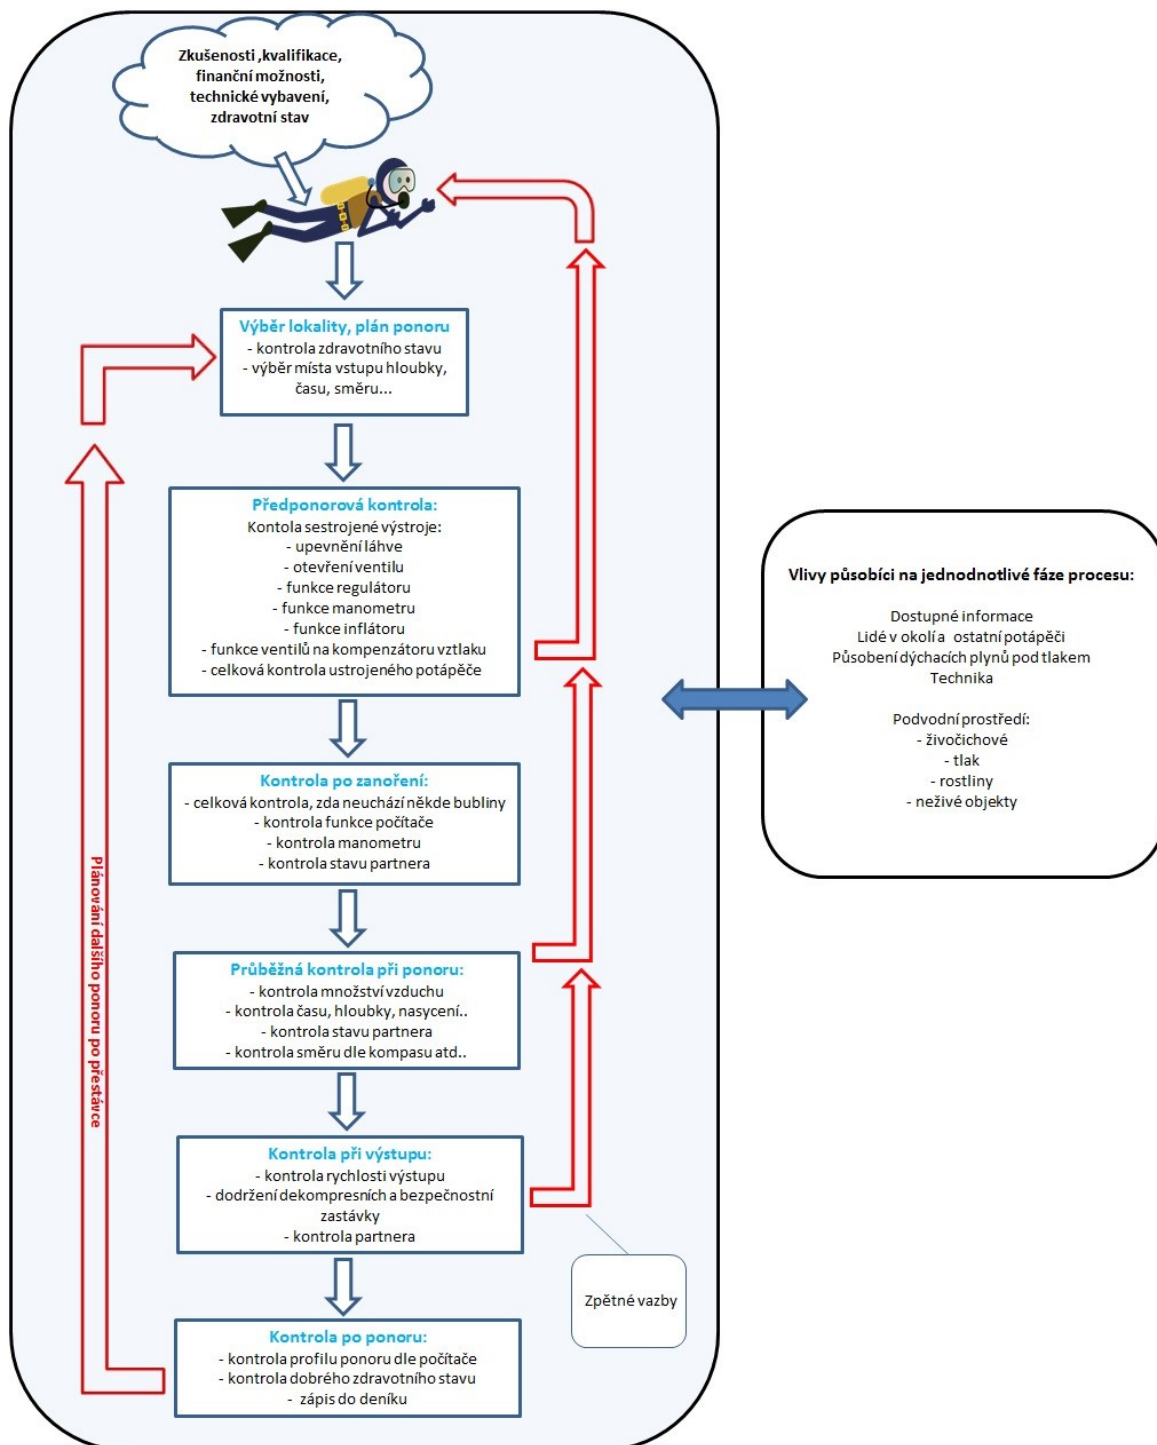 Zkušenosti ,kvalifikace,
finanční možnosti,
technické vybavení,
zdravotní stav
Výběr lokality, plán ponoru
- kontrola zdravotního stavu
- výběr místa vstupu hloubky,
času, směru...
Předponorová kontrola:
Kontola sestrojené výstroje:
- upevnění láhve
- otevření ventilu
- funkce regulátoru
- funkce manometru
- funkce inflátoru
- funkce ventilů na kompenzátoru vztlaku
- celková kontrola ustrojeného potápěče
Kontrola po zanoření:
- celková kontrola, zda neuchází někde bubliny
- kontrola funkce počítače
- kontrola manometru
- kontrola stavu partnera
Průběžná kontrola při ponoru:
- kontrola množství vzduchu
- kontrola času, hloubky, nasycení..
- kontrola stavu partnera
- kontrola směru dle kompasu atd..
Kontrola při výstupu:
- kontrola rychlosti výstupu
- dodržení dekompresních a bezpečnostní
zastávky
- kontrola partnera
Kontrola po ponoru:
- kontrola profilu ponoru dle počítače
- kontrola dobrého zdravotního stavu
- zápis do deníku
Plánování dalšího ponoru po přestávce
Zpětné vazby
Vlivy působíci na jednodnotlivé fáze procesu:
Dostupné informace
Lidé v okolí a ostatní potápěči
Působení dýchacích plynů pod tlakem
Technika
Podvodní prostředí:
- živočichové
- tlak
- rostliny
- neživé objekty